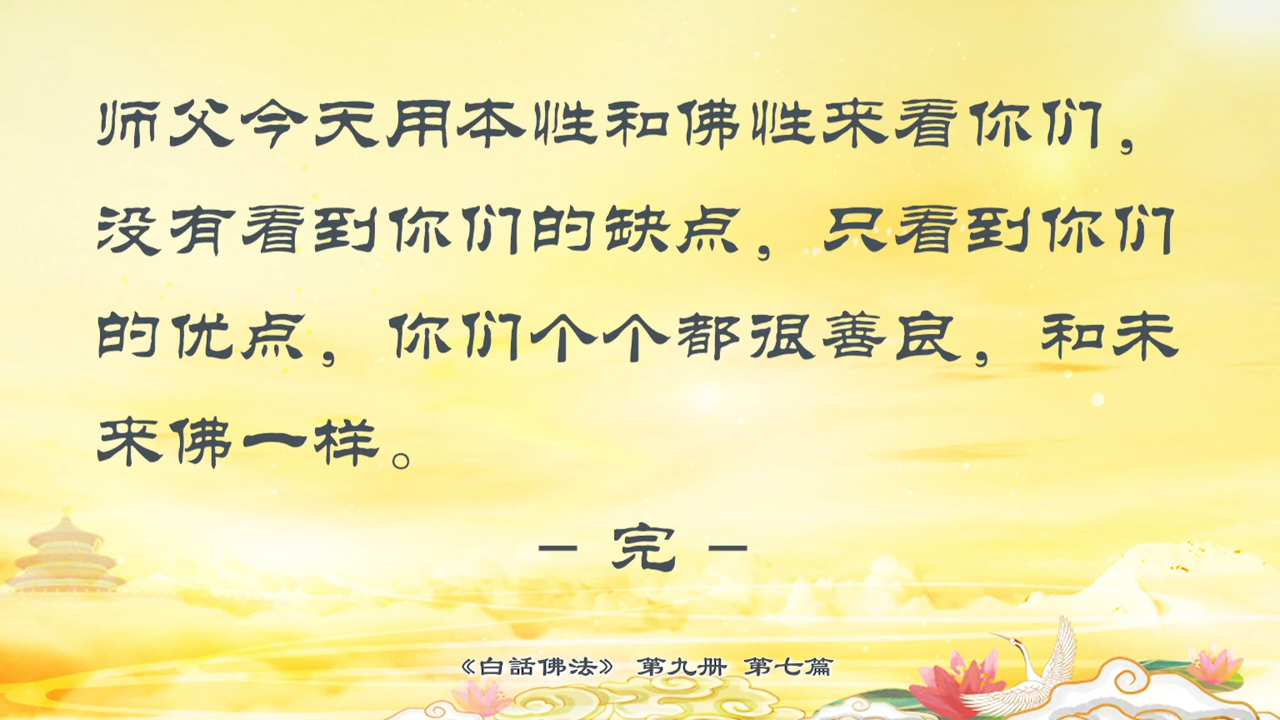 师父今天用本性和佛性来看你们，
没有看到你们的缺点，只看到你们
的优点，你们个个都很善良，和未
来佛一样。
－ 完 －
《白話佛法》 第九册 第七篇